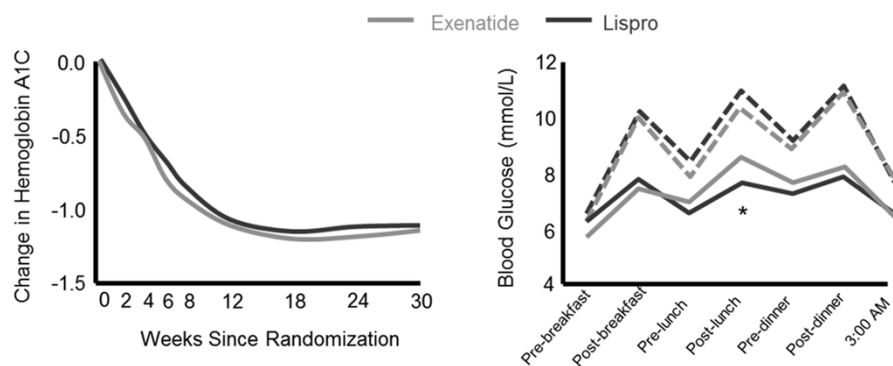 Exenatide
Lispro
Change in Hemoglobin A1C
0.0
-0.5
-1.0
-1.5
0 2 4 6 8 12 18 24 30
Weeks Since Randomization
Blood Glucose (mmol/L)
12
10
8
6
4
*
Pre-breakfast
Post-breakfast
Pre-lunch
Post-lunch
Pre-dinner
Post-dinner
3:00 AM